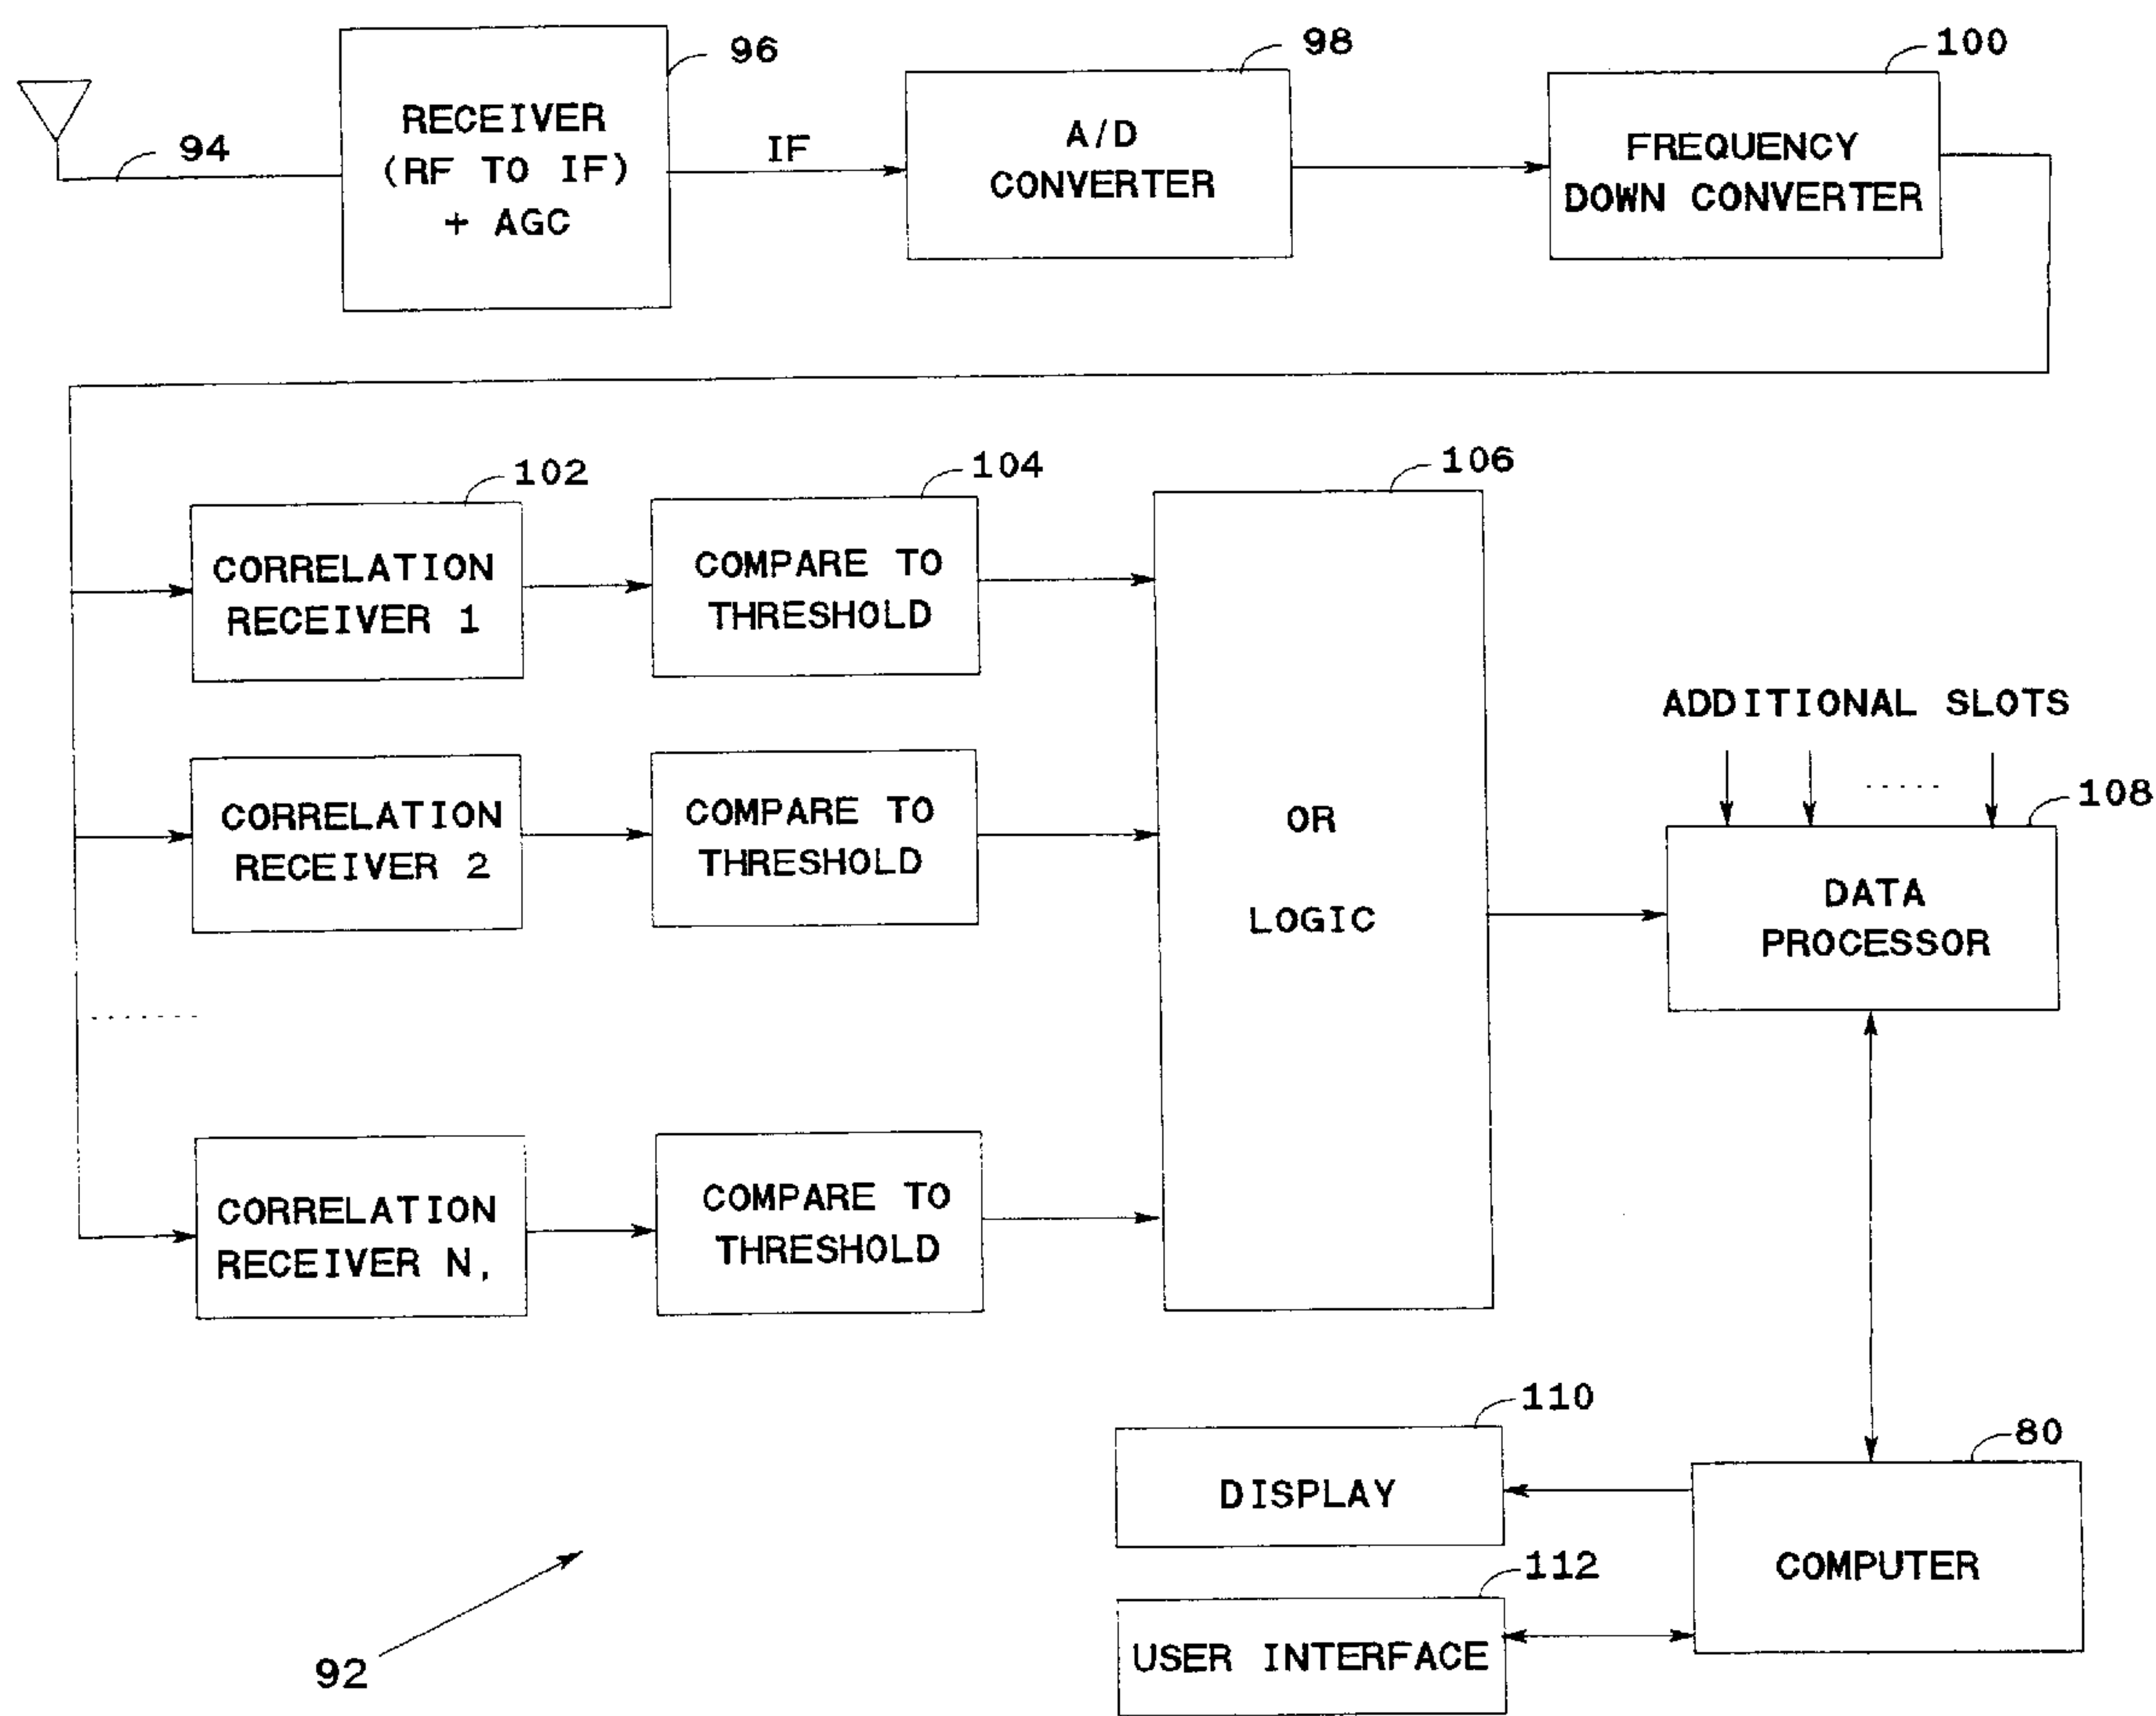 96
98
100
RECEIVER
(RF TO IF)
+ AGC
94
IF
A/D
CONVERTER
FREQUENCY
DOWN CONVERTER
102
104
106
CORRELATION
RECEIVER 1
COMPARE TO
THRESHOLD
ADDITIONAL SLOTS
.....
108
CORRELATION
RECEIVER 2
COMPARE TO
THRESHOLD
OR
LOGIC
DATA
PROCESSOR
.......
CORRELATION
RECEIVER N,
COMPARE TO
THRESHOLD
110
80
DISPLAY
COMPUTER
112
USER INTERFACE
92